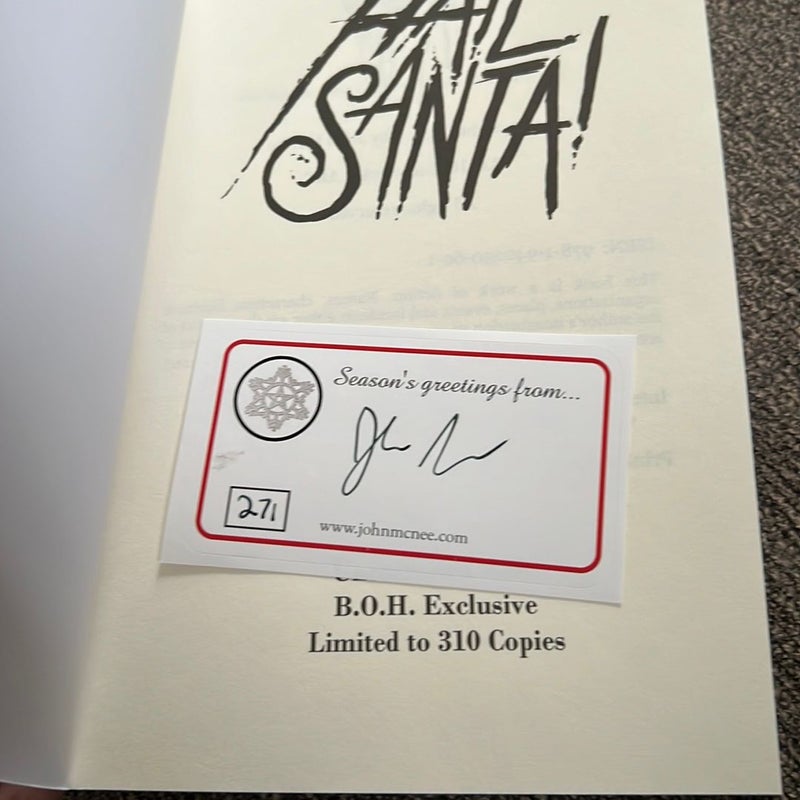 HAIL
SANTA!
Season's greetings from...
271
www.johnmcnee.com
B.O.H. Exclusive
Limited to 310 Copies